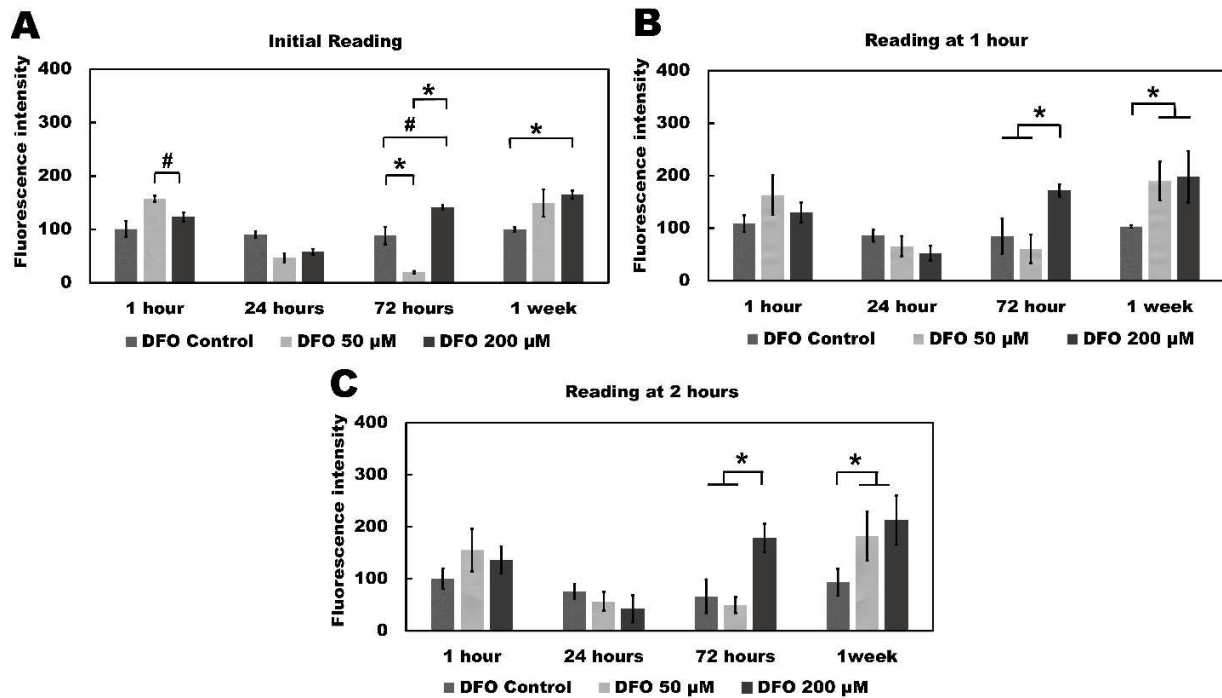 A
Initial Reading
Fluorescence intensity
400
300
200
100
0
#
*
#
*
*
1 hour 24 hours 72 hours 1 week
DFO Control DFO 50 µM DFO 200 µM
B
Reading at 1 hour
Fluorescence intensity
400
300
200
100
0
*
*
1 hour 24 hour 72 hour 1 week
DFO Control DFO 50 µM DFO 200 µM
C
Reading at 2 hours
Fluorescence intensity
400
300
200
100
0
*
*
1 hour 24 hours 72 hours 1week
DFO Control DFO 50 µM DFO 200 µM